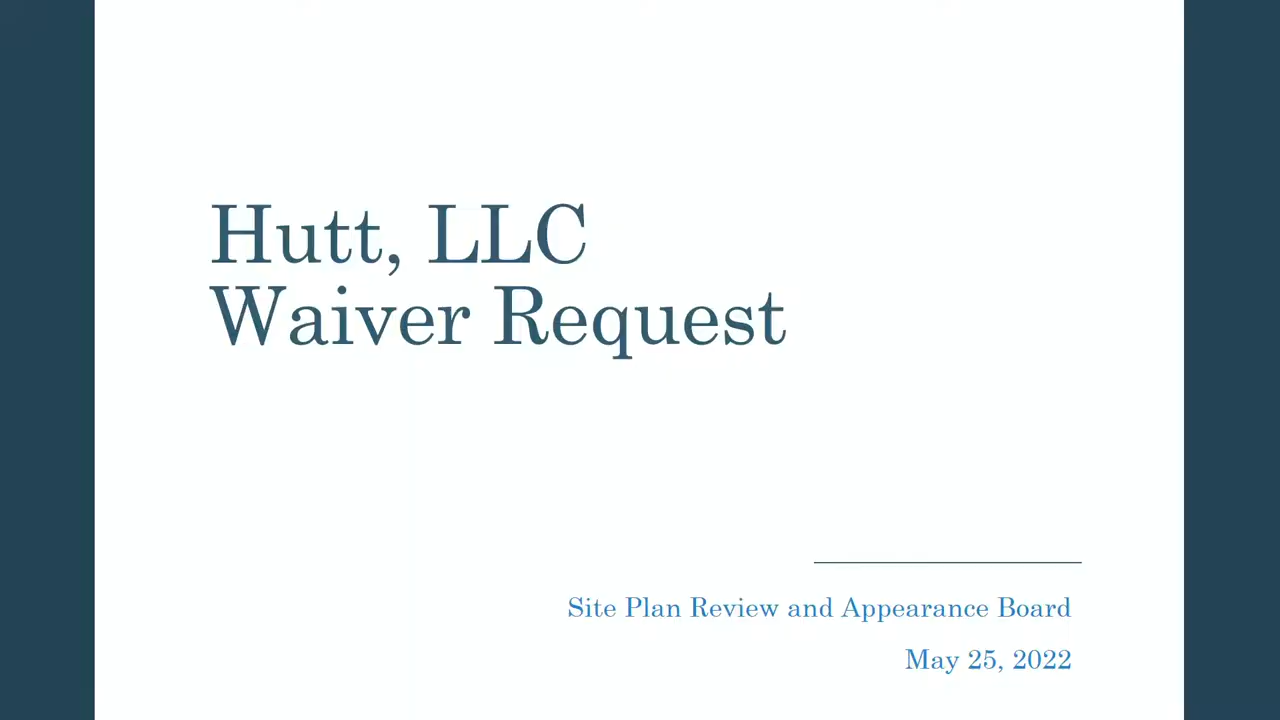 Hutt, LLC
Waiver Request
Site Plan Review and Appearance Board
May 25, 2022